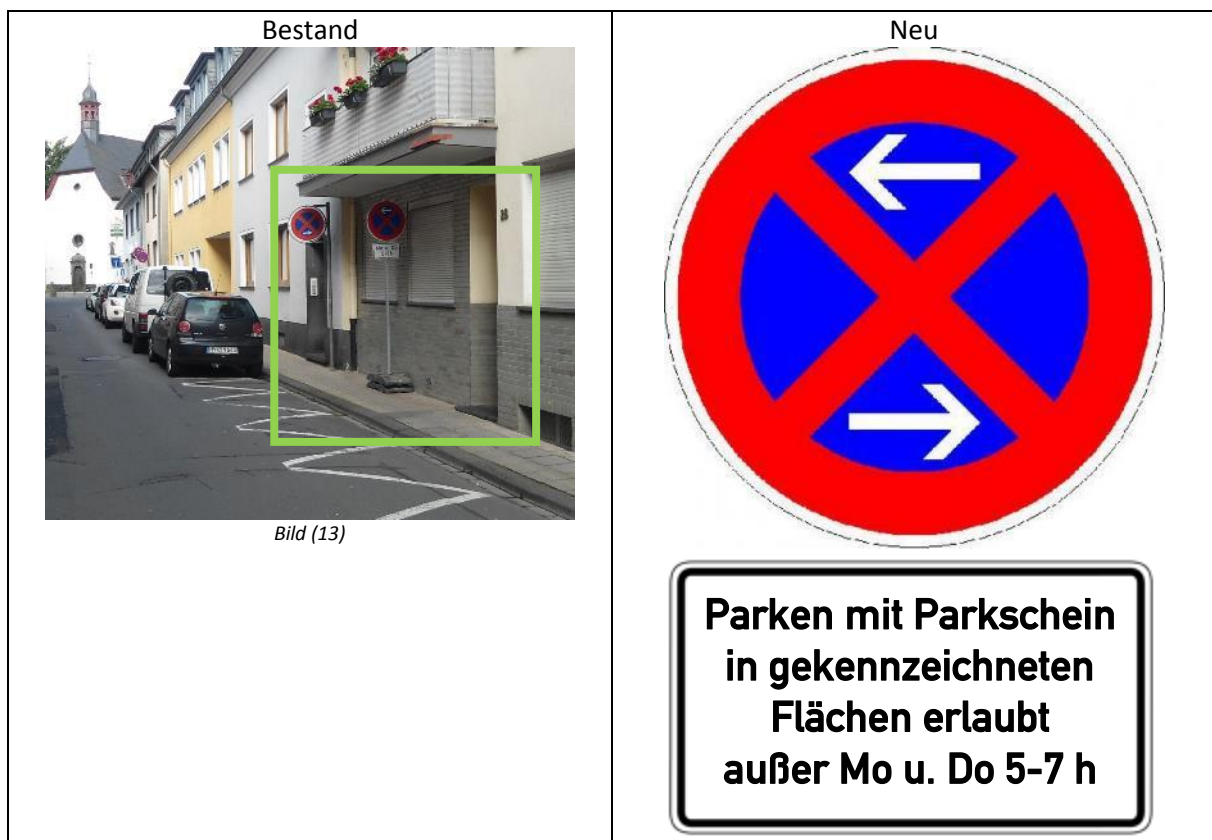 Bestand
Neu
Bild (13)
Parken mit Parkschein
in gekennzeichneten
Flächen erlaubt
außer Mo u. Do 5-7 h